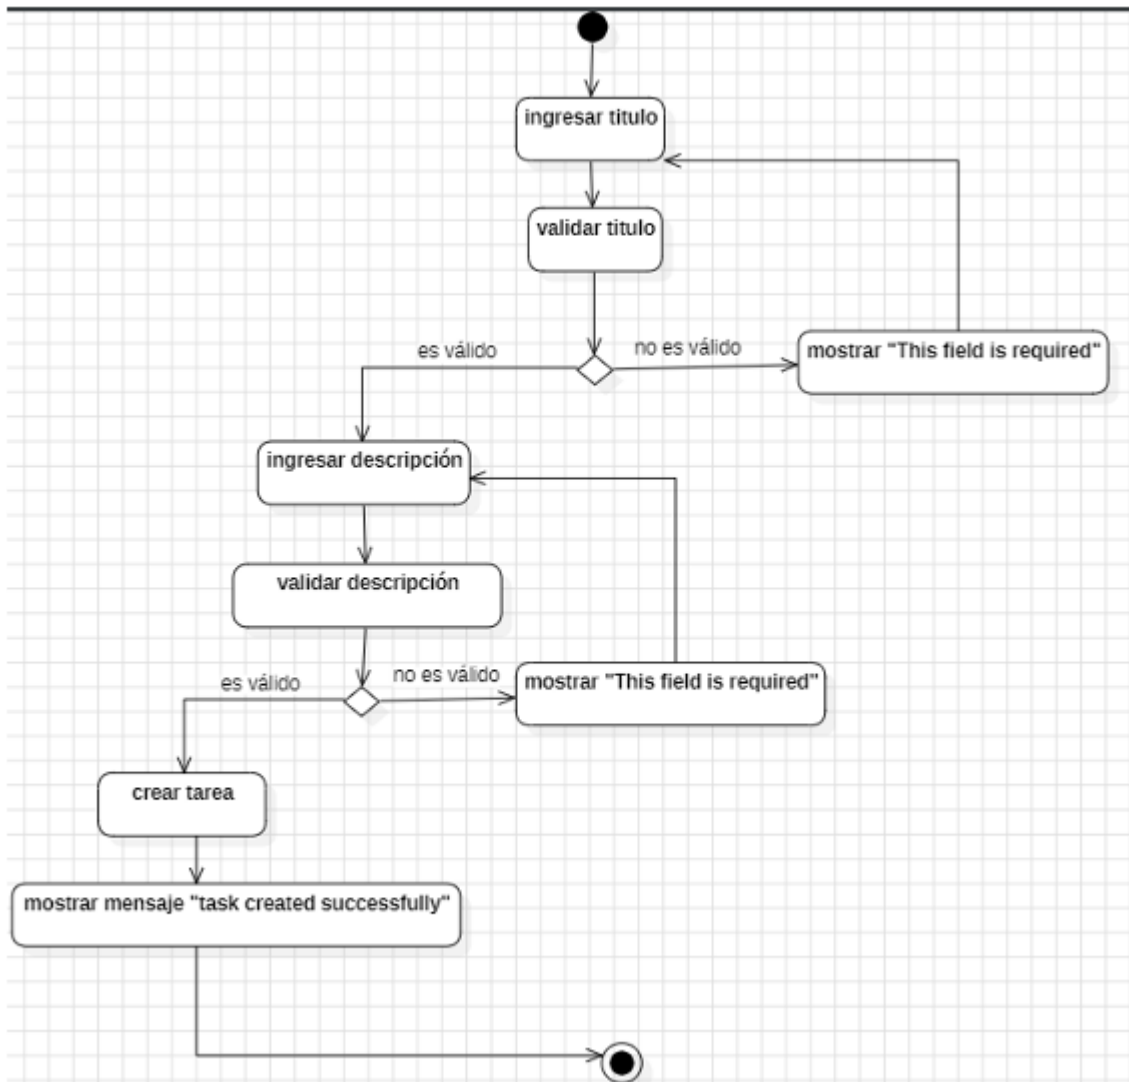 ingresar titulo
validar titulo
es válido
no es válido
mostrar "This field is required"
ingresar descripción
validar descripción
es válido
no es válido
mostrar "This field is required"
crear tarea
mostrar mensaje "task created successfully"